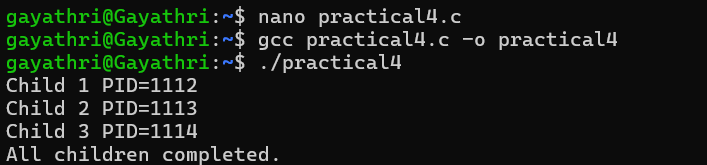 gayathri@Gayathri:~$ nano practical4.c
gayathri@Gayathri:~$ gcc practical4.c -o practical4
gayathri@Gayathri:~$ ./practical4
Child 1 PID=1112
Child 2 PID=1113
Child 3 PID=1114
All children completed.